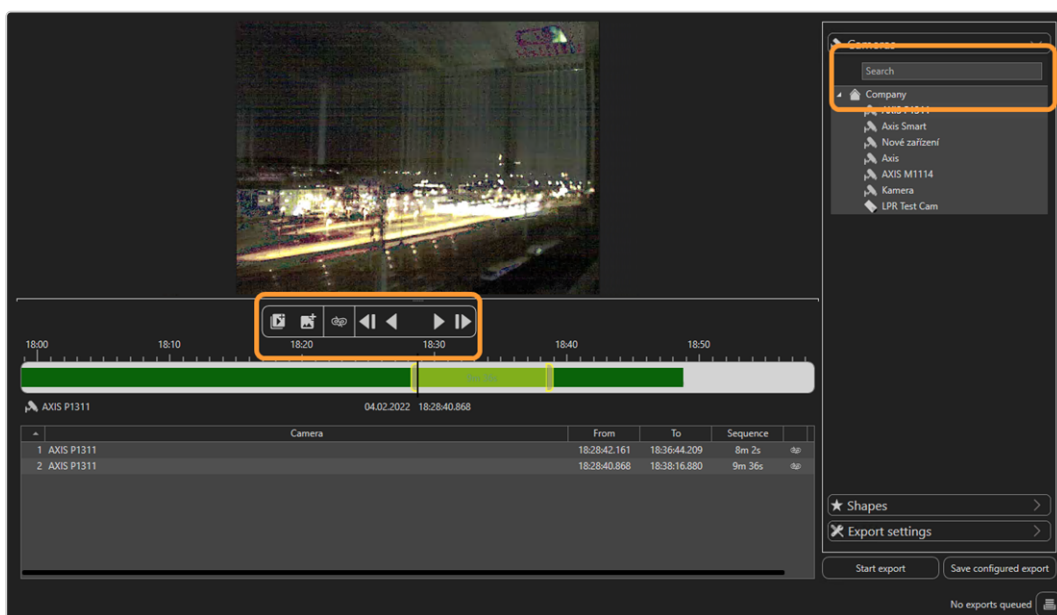 Cameras
Search
Company
AXIS P1311
Axis Smart
Nové zařízení
Axis
AXIS M1114
Kamera
LPR Test Cam
18:00 18:10 18:20 18:30 18:40 18:50
AXIS P1311 04.02.2022 18:28:40.868
Camera From To Sequence
1 AXIS P1311 18:28:42.161 18:36:44.209 8m 2s
2 AXIS P1311 18:28:40.868 18:38:16.880 9m 36s
Shapes
Export settings
Start export Save configured export
No exports queued